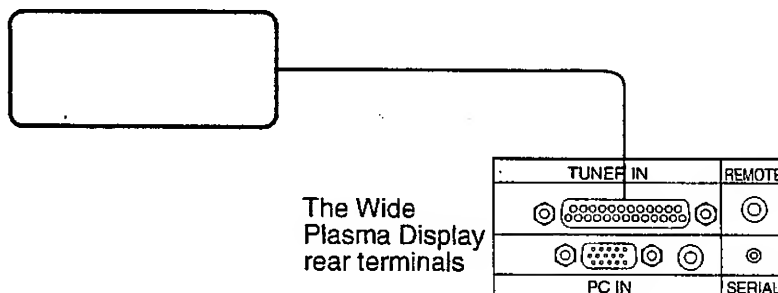 TUNER IN
REMOTE
The Wide
Plasma Display
rear terminals
PC IN
SERIAL